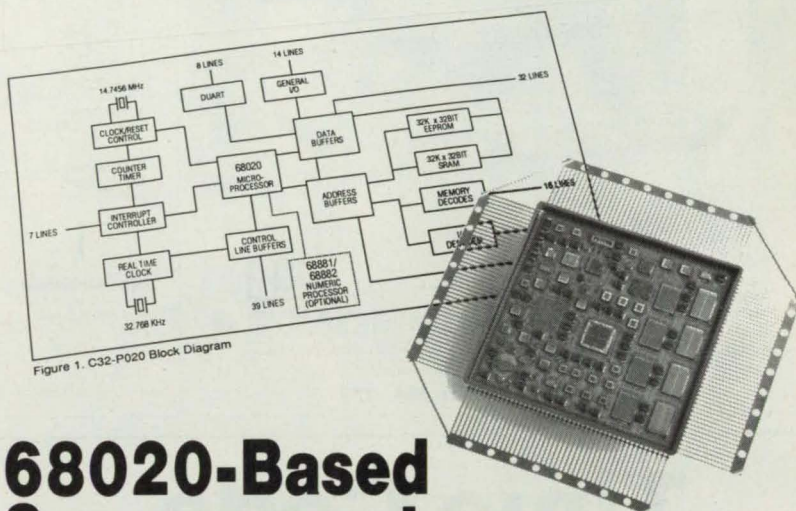 8 LINES
14 LINES
14.7456 MHz
DUART
GENERAL
I/O
32 LINES
CLOCK/RESET
CONTROL
DATA
BUFFERS
32K x 32BIT
EEPROM
COUNTER
TIMER
68020
MICRO-
PROCESSOR
32K x 32BIT
SRAM
ADDRESS
BUFFERS
MEMORY
DECODES
16 LINES
7 LINES
INTERRUPT
CONTROLLER
CONTROL
LINE BUFFERS
REAL TIME
CLOCK
68881/
68882
NUMERIC
PROCESSOR
(OPTIONAL)
39 LINES
32.768 KHz
Figure 1. C32-P020 Block Diagram
68020-Based